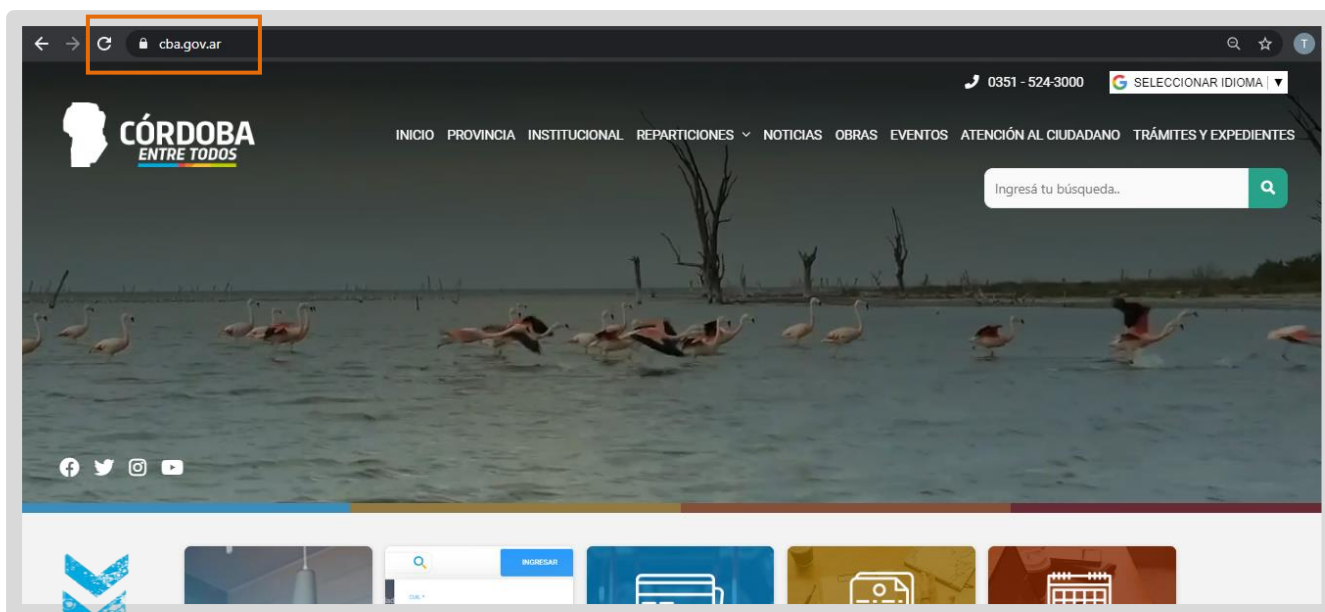 cba.gov.ar
T
0351 - 524-3000
G SELECCIONAR IDIOMA ▼
CÓRDOBA
ENTRE TODOS
INICIO PROVINCIA INSTITUCIONAL REPARTICIONES NOTICIAS OBRAS EVENTOS ATENCIÓN AL CIUDADANO TRÁMITES Y EXPEDIENTES
Ingresá tu búsqueda..
INGRESAR
CUIL *